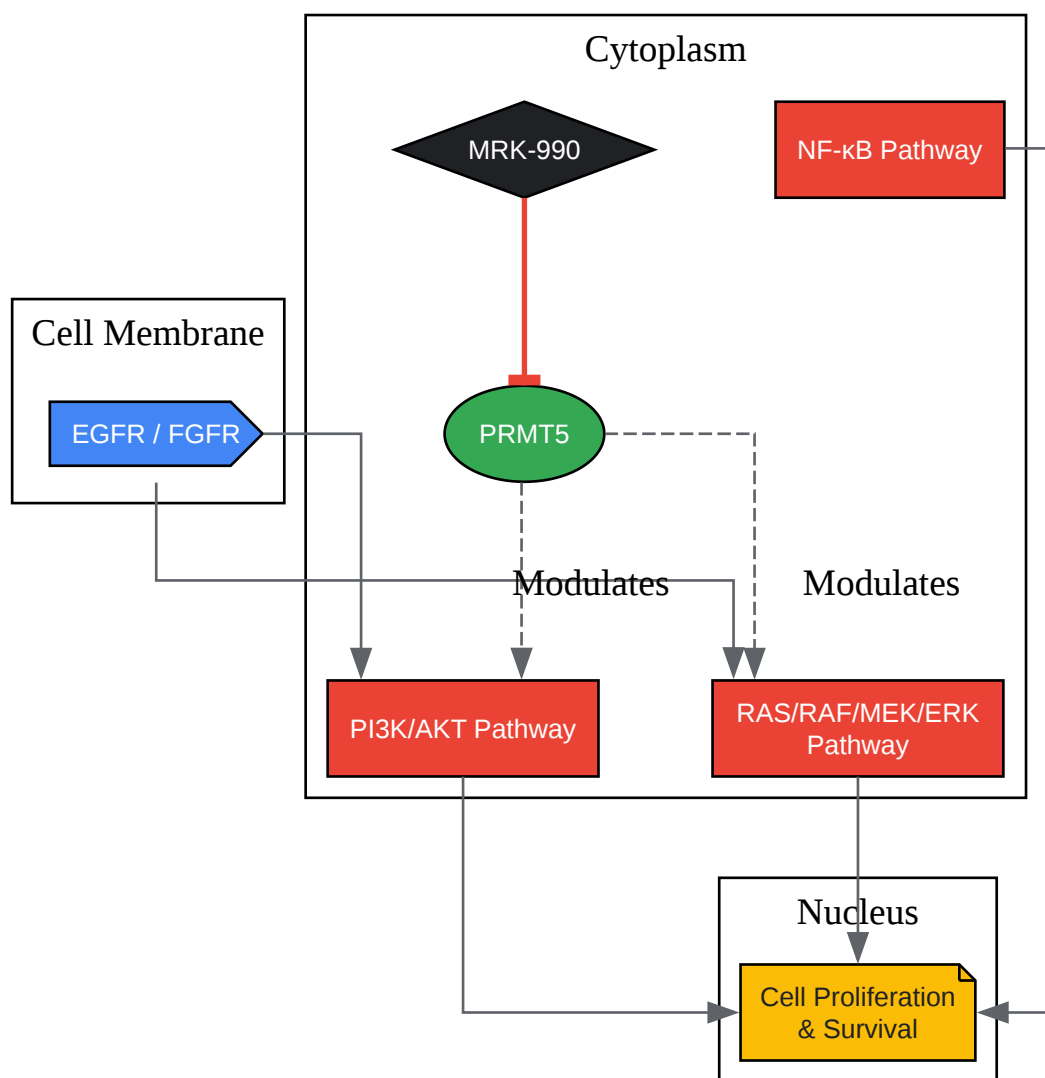 Cytoplasm
MRK-990
NF-κB Pathway
Cell Membrane
EGFR / FGFR
PRMT5
Modulates
Modulates
PI3K/AKT Pathway
RAS/RAF/MEK/ERK
Pathway
Nucleus
Cell Proliferation
& Survival